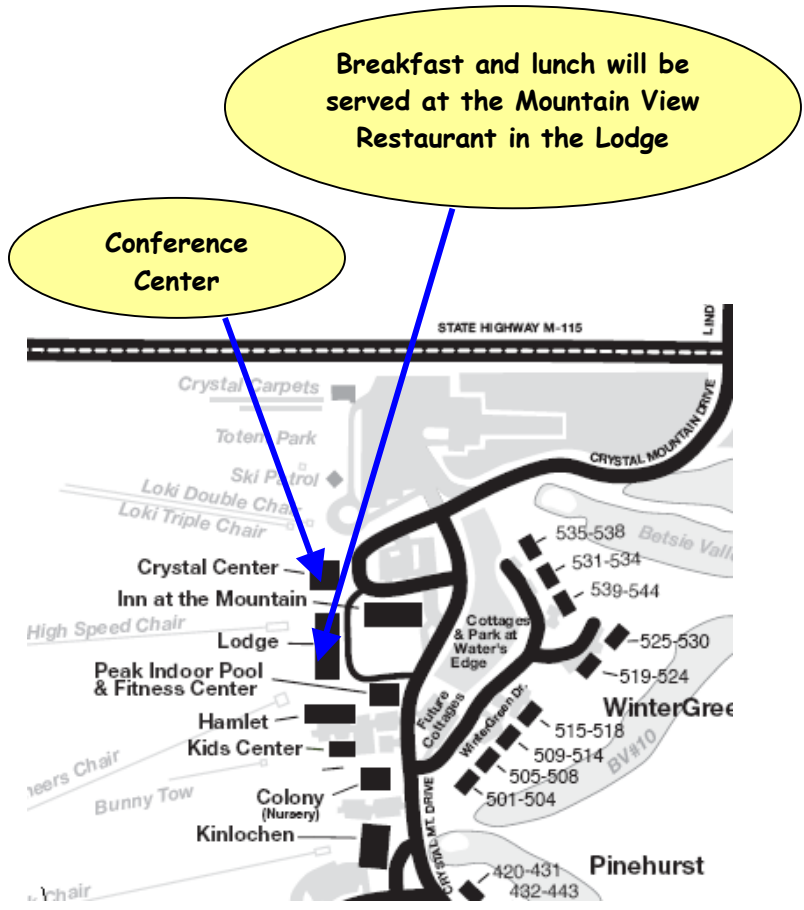 Breakfast and lunch will be
served at the Mountain View
Restaurant in the Lodge
Conference
Center
STATE HIGHWAY M-115
LIND
CRYSTAL MOUNTAIN DRIVE
Crystal Carpets
Totem Park
Ski Patrol
Loki Double Chair
Loki Triple Chair
Betsie Valle
535-538
531-534
539-544
Crystal Center
Inn at the Mountain
High Speed Chair
Lodge
Cottages
& Park at
Water's
Edge
525-530
519-524
Peak Indoor Pool
& Fitness Center
WinterGree
Future
Cottages
WinterGreen Dr.
Hamlet
515-518
Kids Center
509-514
BV#10
neers Chair
505-508
Bunny Tow
501-504
Colony
(Nursery)
CRYSTAL MT. DRIVE
Kinlochen
Pinehurst
420-431
432-443
k Chair